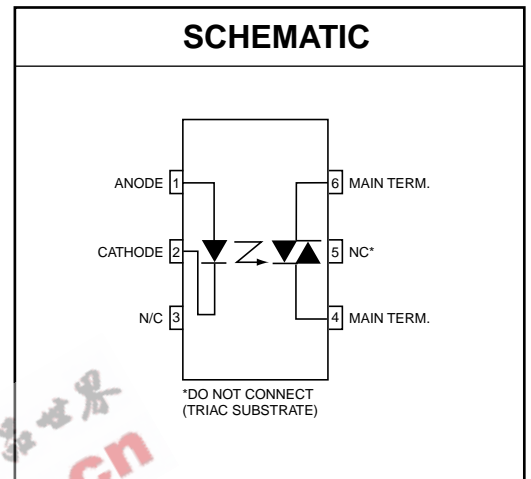 SCHEMATIC
ANODE 1
6 MAIN TERM.
CATHODE 2
5 NC*
N/C 3
4 MAIN TERM.
*DO NOT CONNECT
(TRIAC SUBSTRATE)